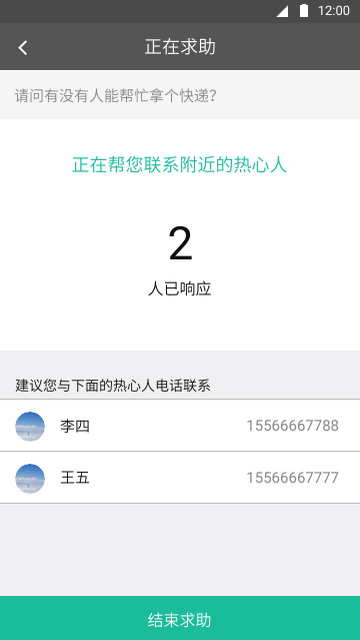 12:00
正在求助
请问有没有人能帮忙拿个快递？
正在帮您联系附近的热心人
2
人已响应
建议您与下面的热心人电话联系
李四 15566667788
王五 15566667777
结束求助